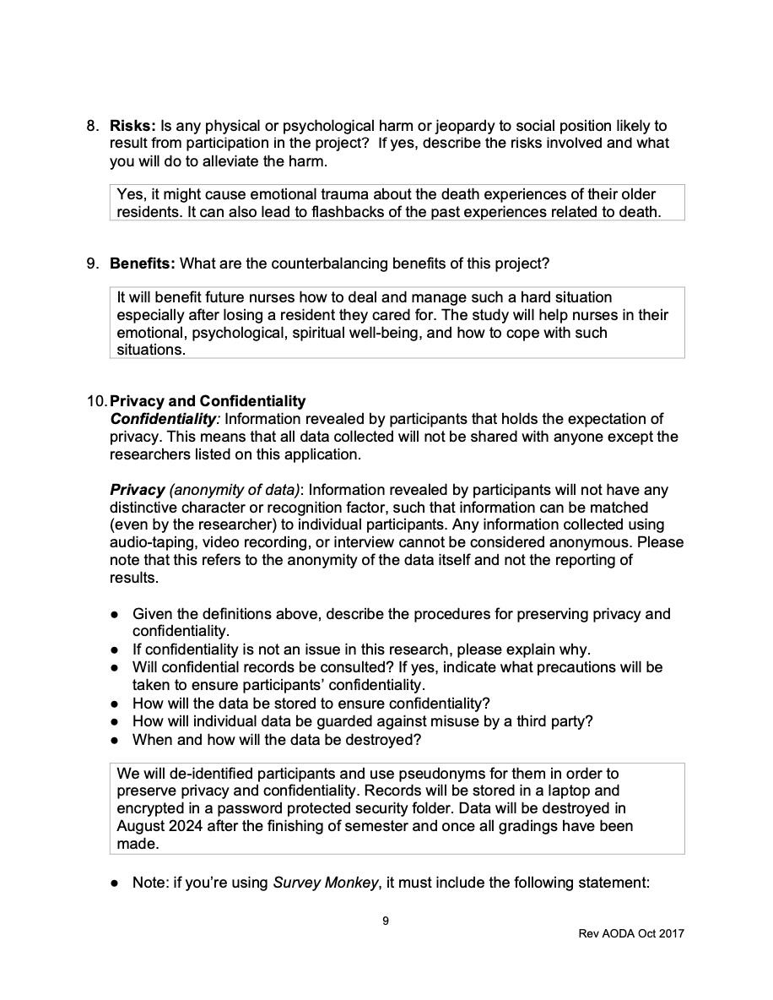 8. Risks: Is any physical or psychological harm or jeopardy to social position likely to
result from participation in the project?  If yes, describe the risks involved and what
you will do to alleviate the harm.
Yes, it might cause emotional trauma about the death experiences of their older
residents. It can also lead to flashbacks of the past experiences related to death.
9. Benefits: What are the counterbalancing benefits of this project?
It will benefit future nurses how to deal and manage such a hard situation
especially after losing a resident they cared for. The study will help nurses in their
emotional, psychological, spiritual well-being, and how to cope with such
situations.
10. Privacy and Confidentiality
Confidentiality: Information revealed by participants that holds the expectation of
privacy. This means that all data collected will not be shared with anyone except the
researchers listed on this application.
Privacy (anonymity of data): Information revealed by participants will not have any
distinctive character or recognition factor, such that information can be matched
(even by the researcher) to individual participants. Any information collected using
audio-taping, video recording, or interview cannot be considered anonymous. Please
note that this refers to the anonymity of the data itself and not the reporting of
results.
● Given the definitions above, describe the procedures for preserving privacy and
confidentiality.
● If confidentiality is not an issue in this research, please explain why.
● Will confidential records be consulted? If yes, indicate what precautions will be
taken to ensure participants’ confidentiality.
● How will the data be stored to ensure confidentiality?
● How will individual data be guarded against misuse by a third party?
● When and how will the data be destroyed?
We will de-identified participants and use pseudonyms for them in order to
preserve privacy and confidentiality. Records will be stored in a laptop and
encrypted in a password protected security folder. Data will be destroyed in
August 2024 after the finishing of semester and once all gradings have been
made.
● Note: if you’re using Survey Monkey, it must include the following statement:
9
Rev AODA Oct 2017